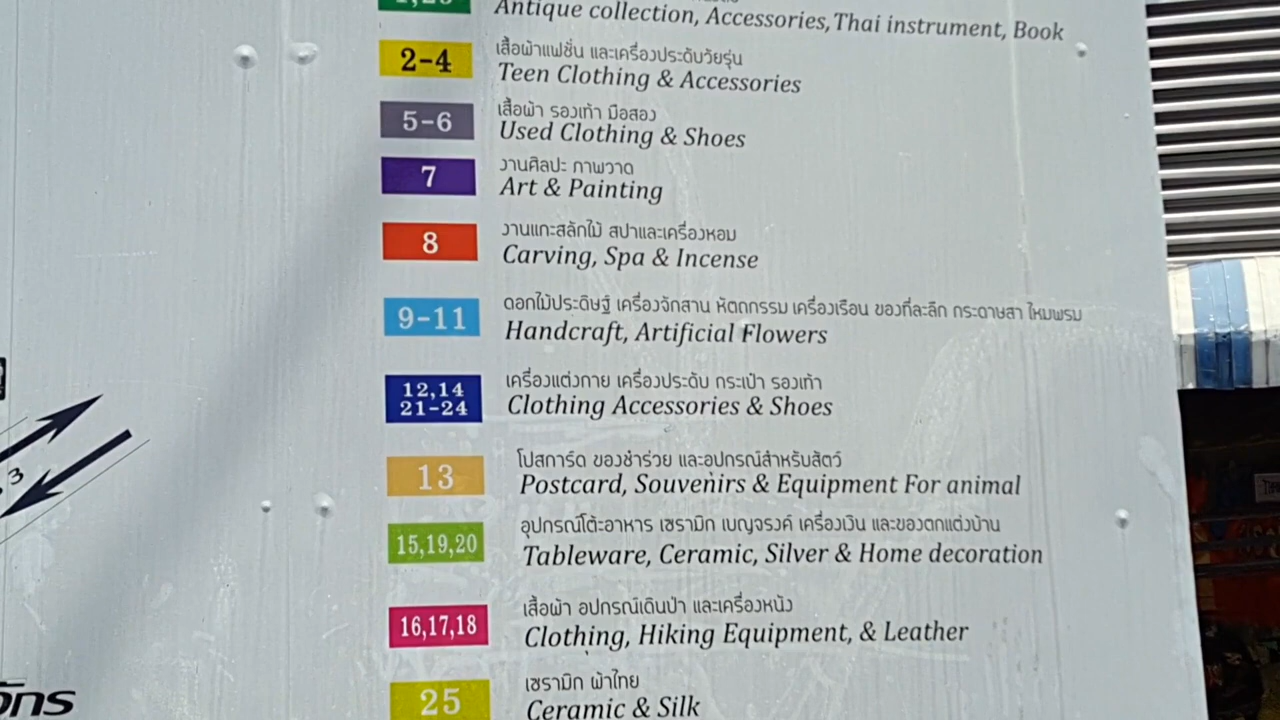 Antique collection, Accessories, Thai instrument, Book
2-4
เสื้อผ้าแฟชั่น และเครื่องประดับวัยรุ่น
Teen Clothing & Accessories
5-6
เสื้อผ้า รองเท้า มือสอง
Used Clothing & Shoes
7
งานศิลปะ ภาพวาด
Art & Painting
8
งานแกะสลักไม้ สปาและเครื่องหอม
Carving, Spa & Incense
9-11
ดอกไม้ประดิษฐ์ เครื่องจักสาน หัตถกรรม เครื่องเรือน ของที่ละลึก กระดาษสา ไหมพรม
Handcraft, Artificial Flowers
12,14
21-24
เครื่องแต่งกาย เครื่องประดับ กระเป๋า รองเท้า
Clothing Accessories & Shoes
13
โปสการ์ด ของชำร่วย และอุปกรณ์สำหรับสัตว์
Postcard, Souvenirs & Equipment For animal
15,19,20
อุปกรณ์โต๊ะอาหาร เซรามิก เบญจรงค์ เครื่องเงิน และของตกแต่งบ้าน
Tableware, Ceramic, Silver & Home decoration
16,17,18
เสื้อผ้า อุปกรณ์เดินป่า และเครื่องหนัง
Clothing, Hiking Equipment, & Leather
25
เซรามิก ผ้าไทย
Ceramic & Silk
3